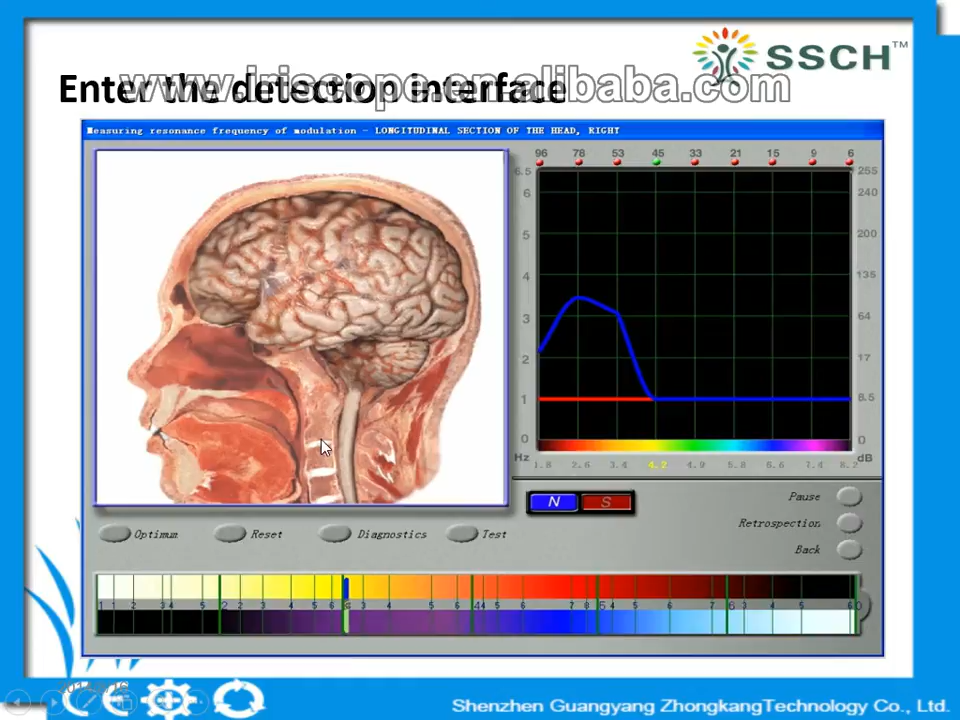 SSCH™
Enter the detection interface
www.iriscope.en.alibaba.com
Measuring resonance frequency of modulation - LONGITUDINAL SECTION OF THE HEAD, RIGHT
96 78 53 45 33 21 15 9 6
6.5 255
6 240
5 200
4 135
3 64
2 17
1 8.5
0 0
Hz dB
1.8 2.6 3.4 4.2 4.9 5.8 6.6 7.4 8.2
N S
Pause
Retrospection
Back
Optimum Reset Diagnostics Test
Shenzhen Guangyang ZhongkangTechnology Co., Ltd.